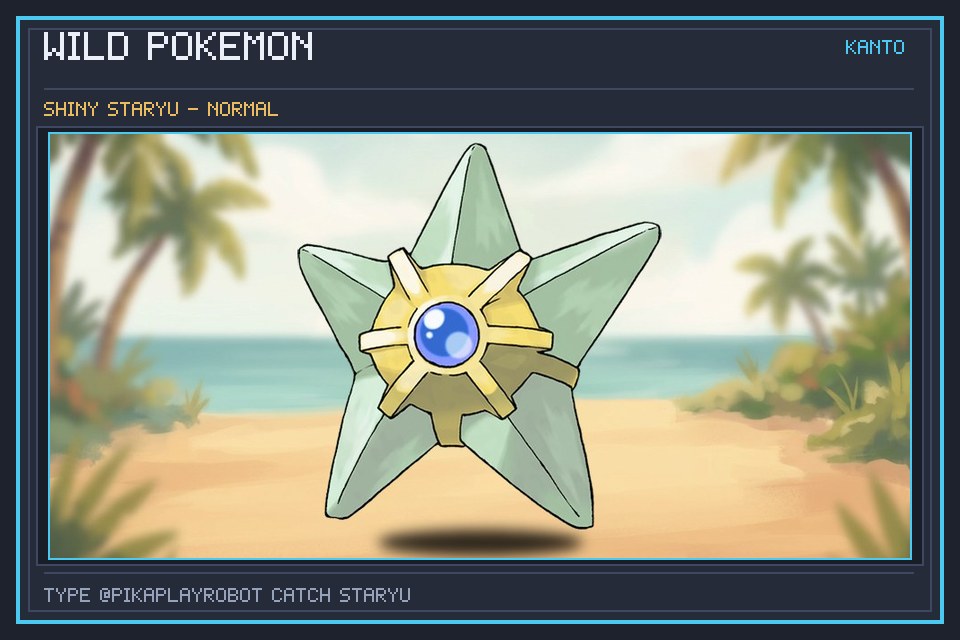 WILD POKEMON
KANTO
SHINY STARYU - NORMAL
TYPE @PIKAPLAYROBOT CATCH STARYU